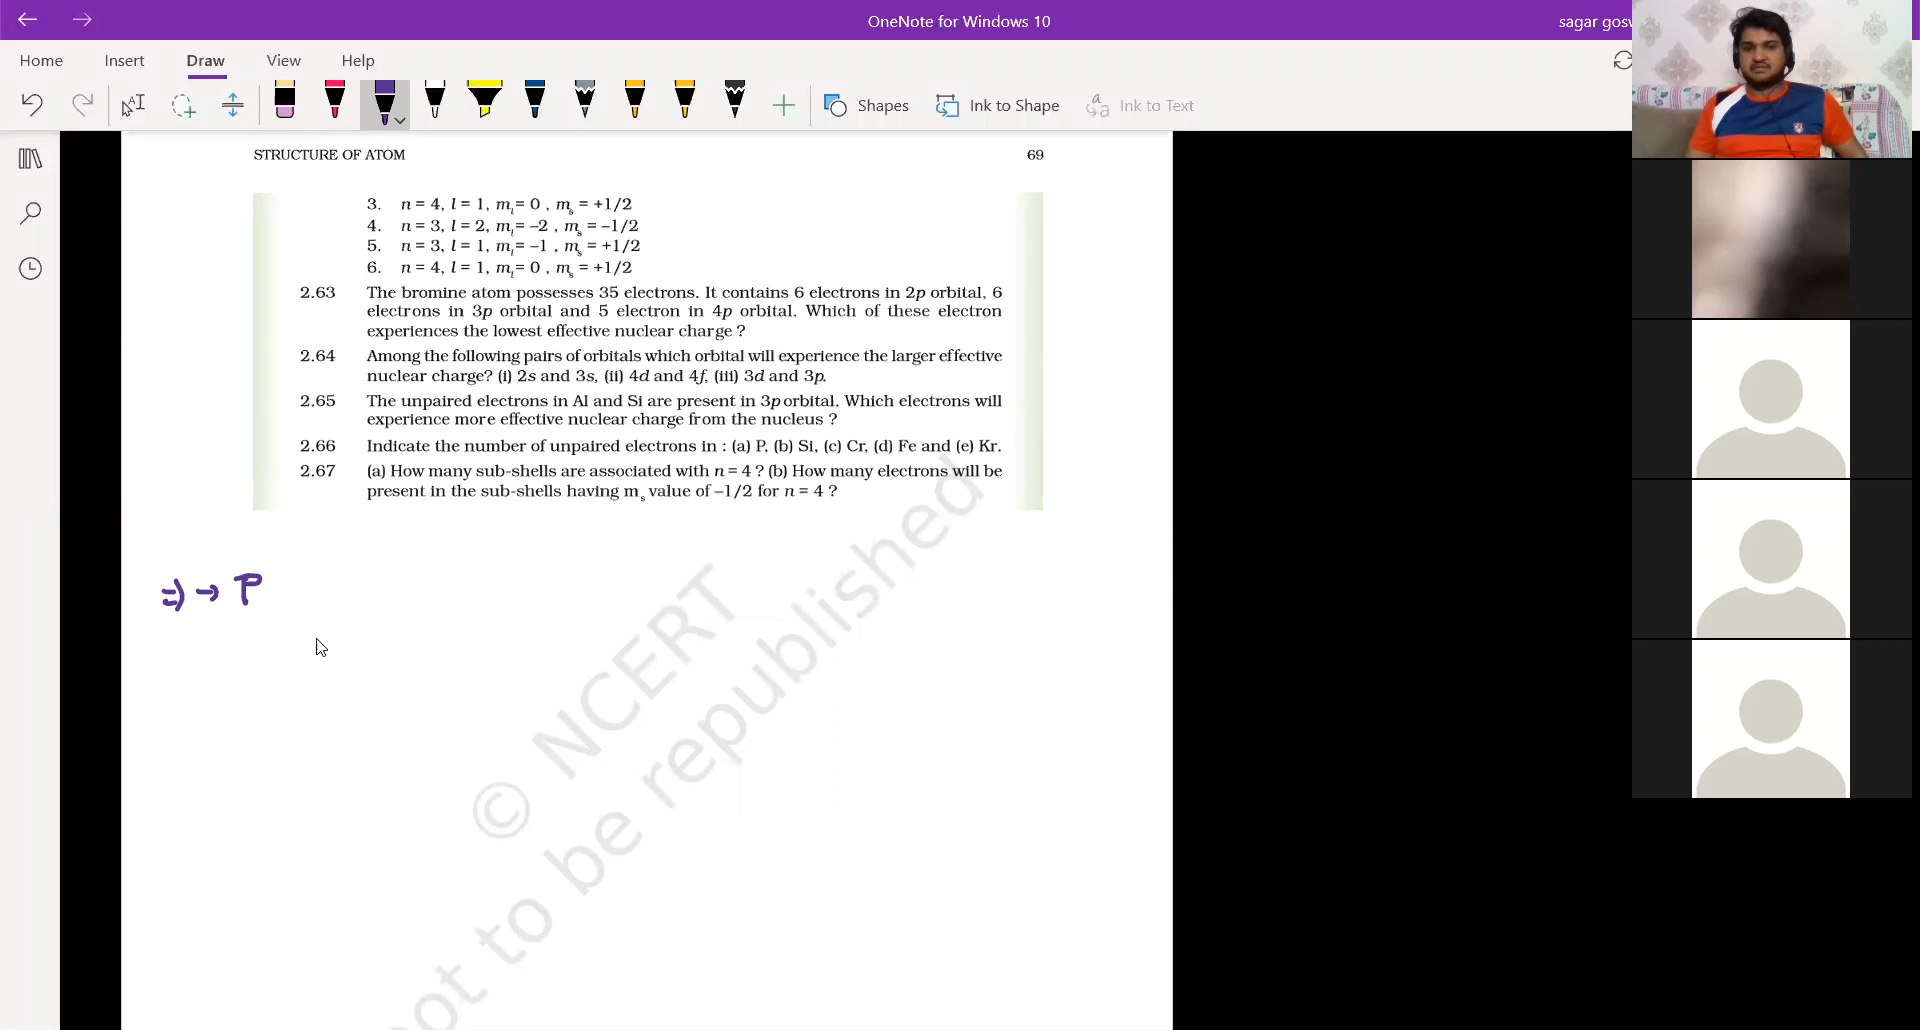 OneNote for Windows 10
sagar gosw
Home Insert Draw View Help
Shapes Ink to Shape Ink to Text
STRUCTURE OF ATOM 69
3. n = 4, l = 1, mₗ= 0 , mₛ = +1/2
4. n = 3, l = 2, mₗ= –2 , mₛ = –1/2
5. n = 3, l = 1, mₗ= –1 , mₛ = +1/2
6. n = 4, l = 1, mₗ= 0 , mₛ = +1/2
2.63 The bromine atom possesses 35 electrons. It contains 6 electrons in 2p orbital, 6
electrons in 3p orbital and 5 electron in 4p orbital. Which of these electron
experiences the lowest effective nuclear charge ?
2.64 Among the following pairs of orbitals which orbital will experience the larger effective
nuclear charge? (i) 2s and 3s, (ii) 4d and 4f, (iii) 3d and 3p.
2.65 The unpaired electrons in Al and Si are present in 3p orbital. Which electrons will
experience more effective nuclear charge from the nucleus ?
2.66 Indicate the number of unpaired electrons in : (a) P, (b) Si, (c) Cr, (d) Fe and (e) Kr.
2.67 (a) How many sub-shells are associated with n = 4 ? (b) How many electrons will be
present in the sub-shells having mₛ value of –1/2 for n = 4 ?
⇒ → P
© NCERT
not to be republished